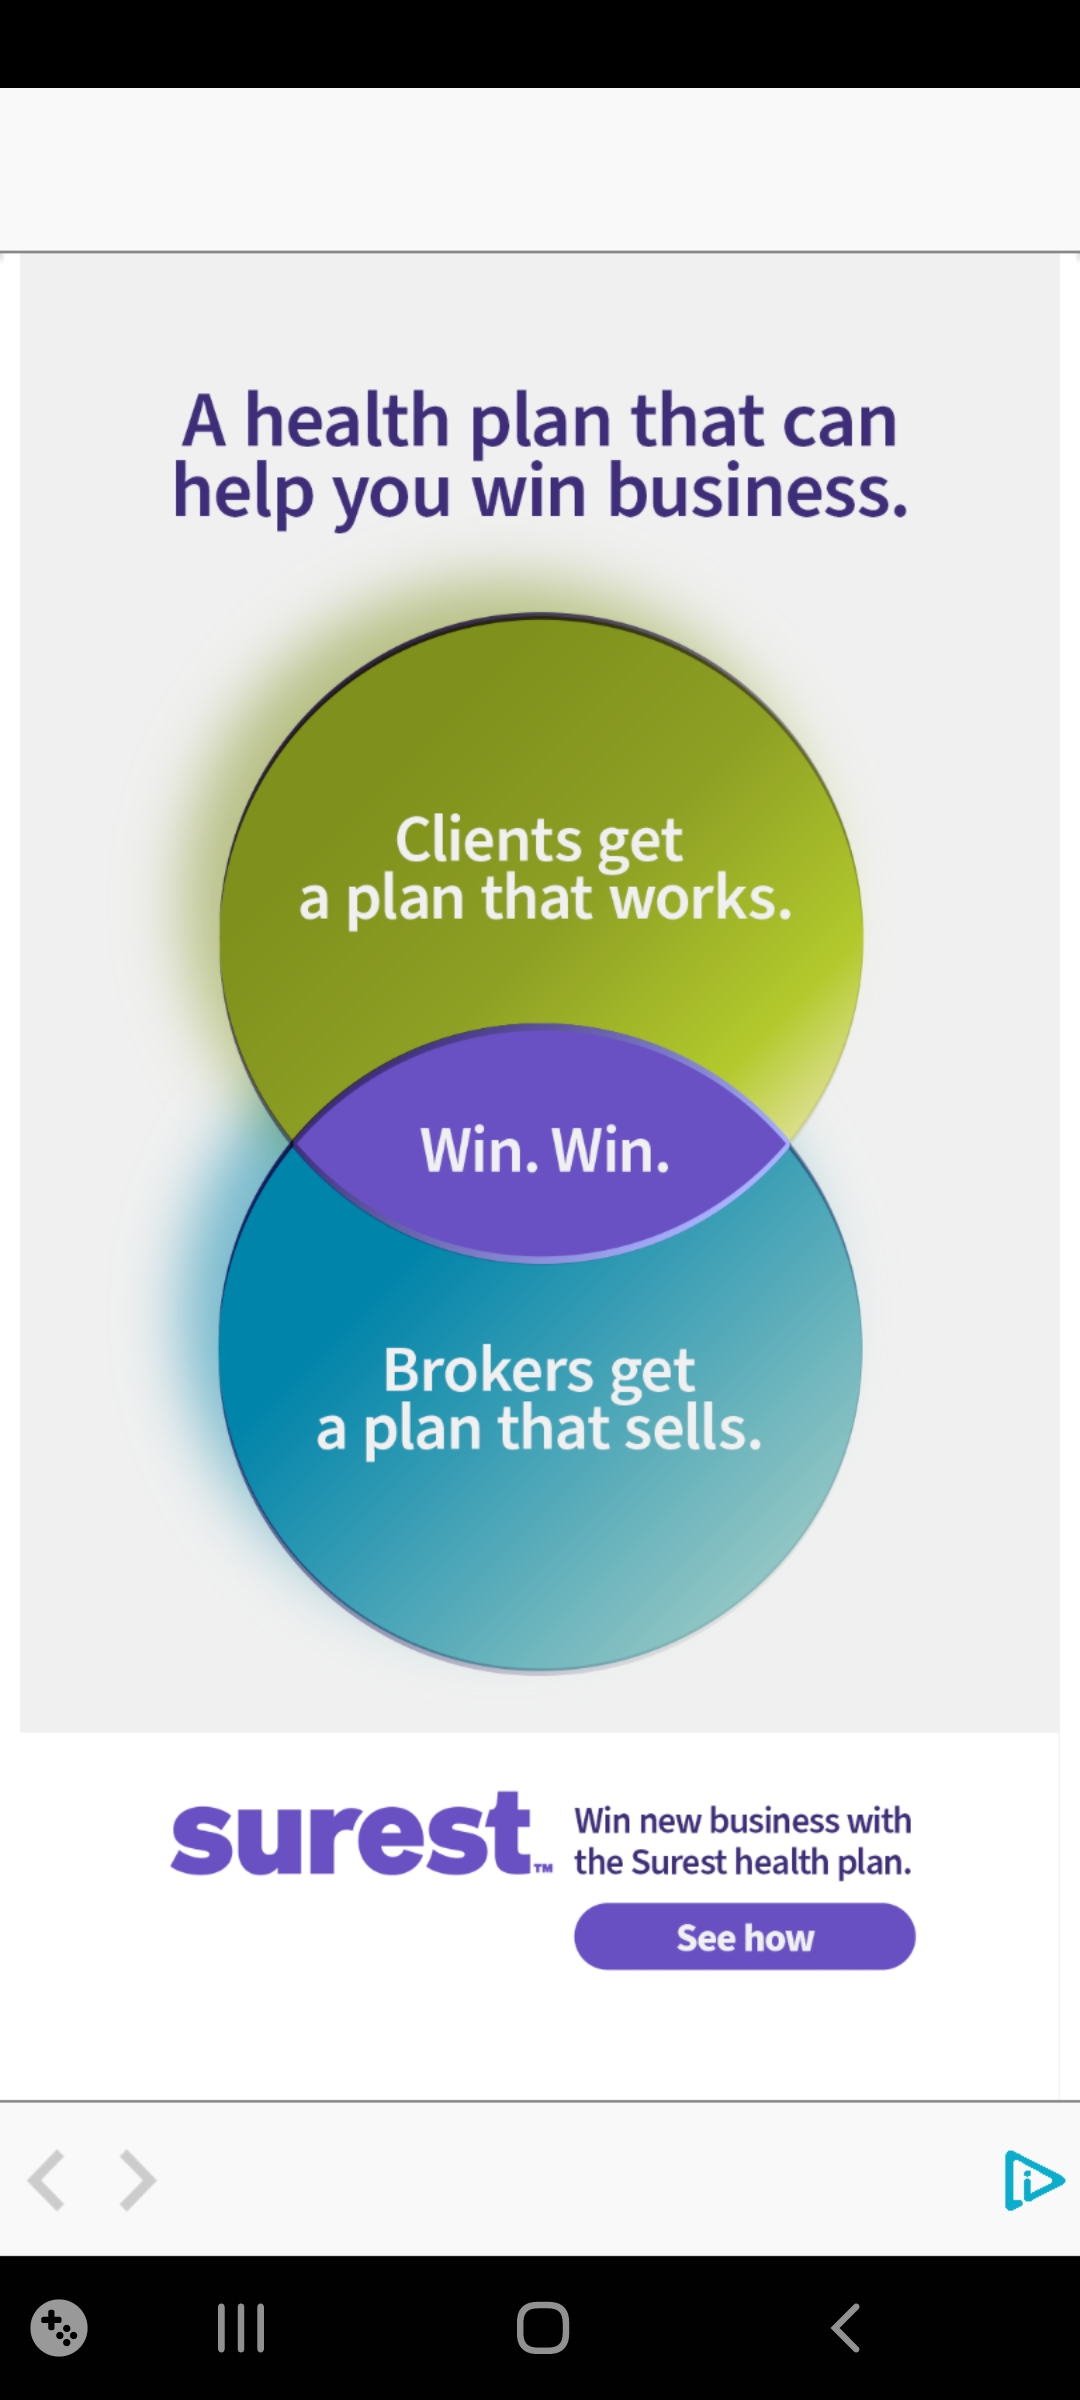 A health plan that can
help you win business.
Clients get
a plan that works.
Win. Win.
Brokers get
a plan that sells.
surest™
Win new business with
the Surest health plan.
See how